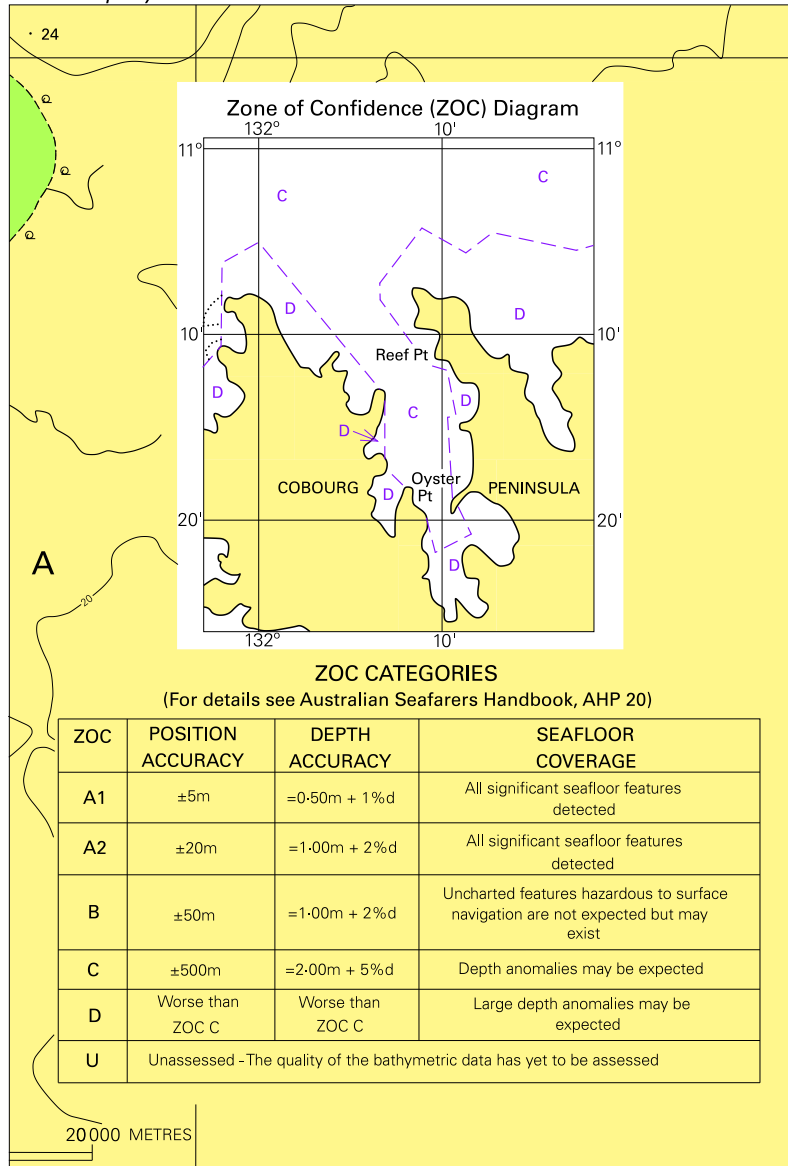 24
Zone of Confidence (ZOC) Diagram
132° 10'
11° 11°
C
C
D
D
10' 10'
Reef Pt
D
D
C
D
Oyster
Pt
COBOURG
D
PENINSULA
20' 20'
D
132° 10'
A
20
ZOC CATEGORIES
(For details see Australian Seafarers Handbook, AHP 20)
ZOC POSITION ACCURACY DEPTH ACCURACY SEAFLOOR COVERAGE
A1 ±5m =0·50m + 1%d All significant seafloor features detected
A2 ±20m =1·00m + 2%d All significant seafloor features detected
B ±50m =1·00m + 2%d Uncharted features hazardous to surface navigation are not expected but may exist
C ±500m =2·00m + 5%d Depth anomalies may be expected
D Worse than ZOC C Worse than ZOC C Large depth anomalies may be expected
U Unassessed - The quality of the bathymetric data has yet to be assessed
20 000 METRES